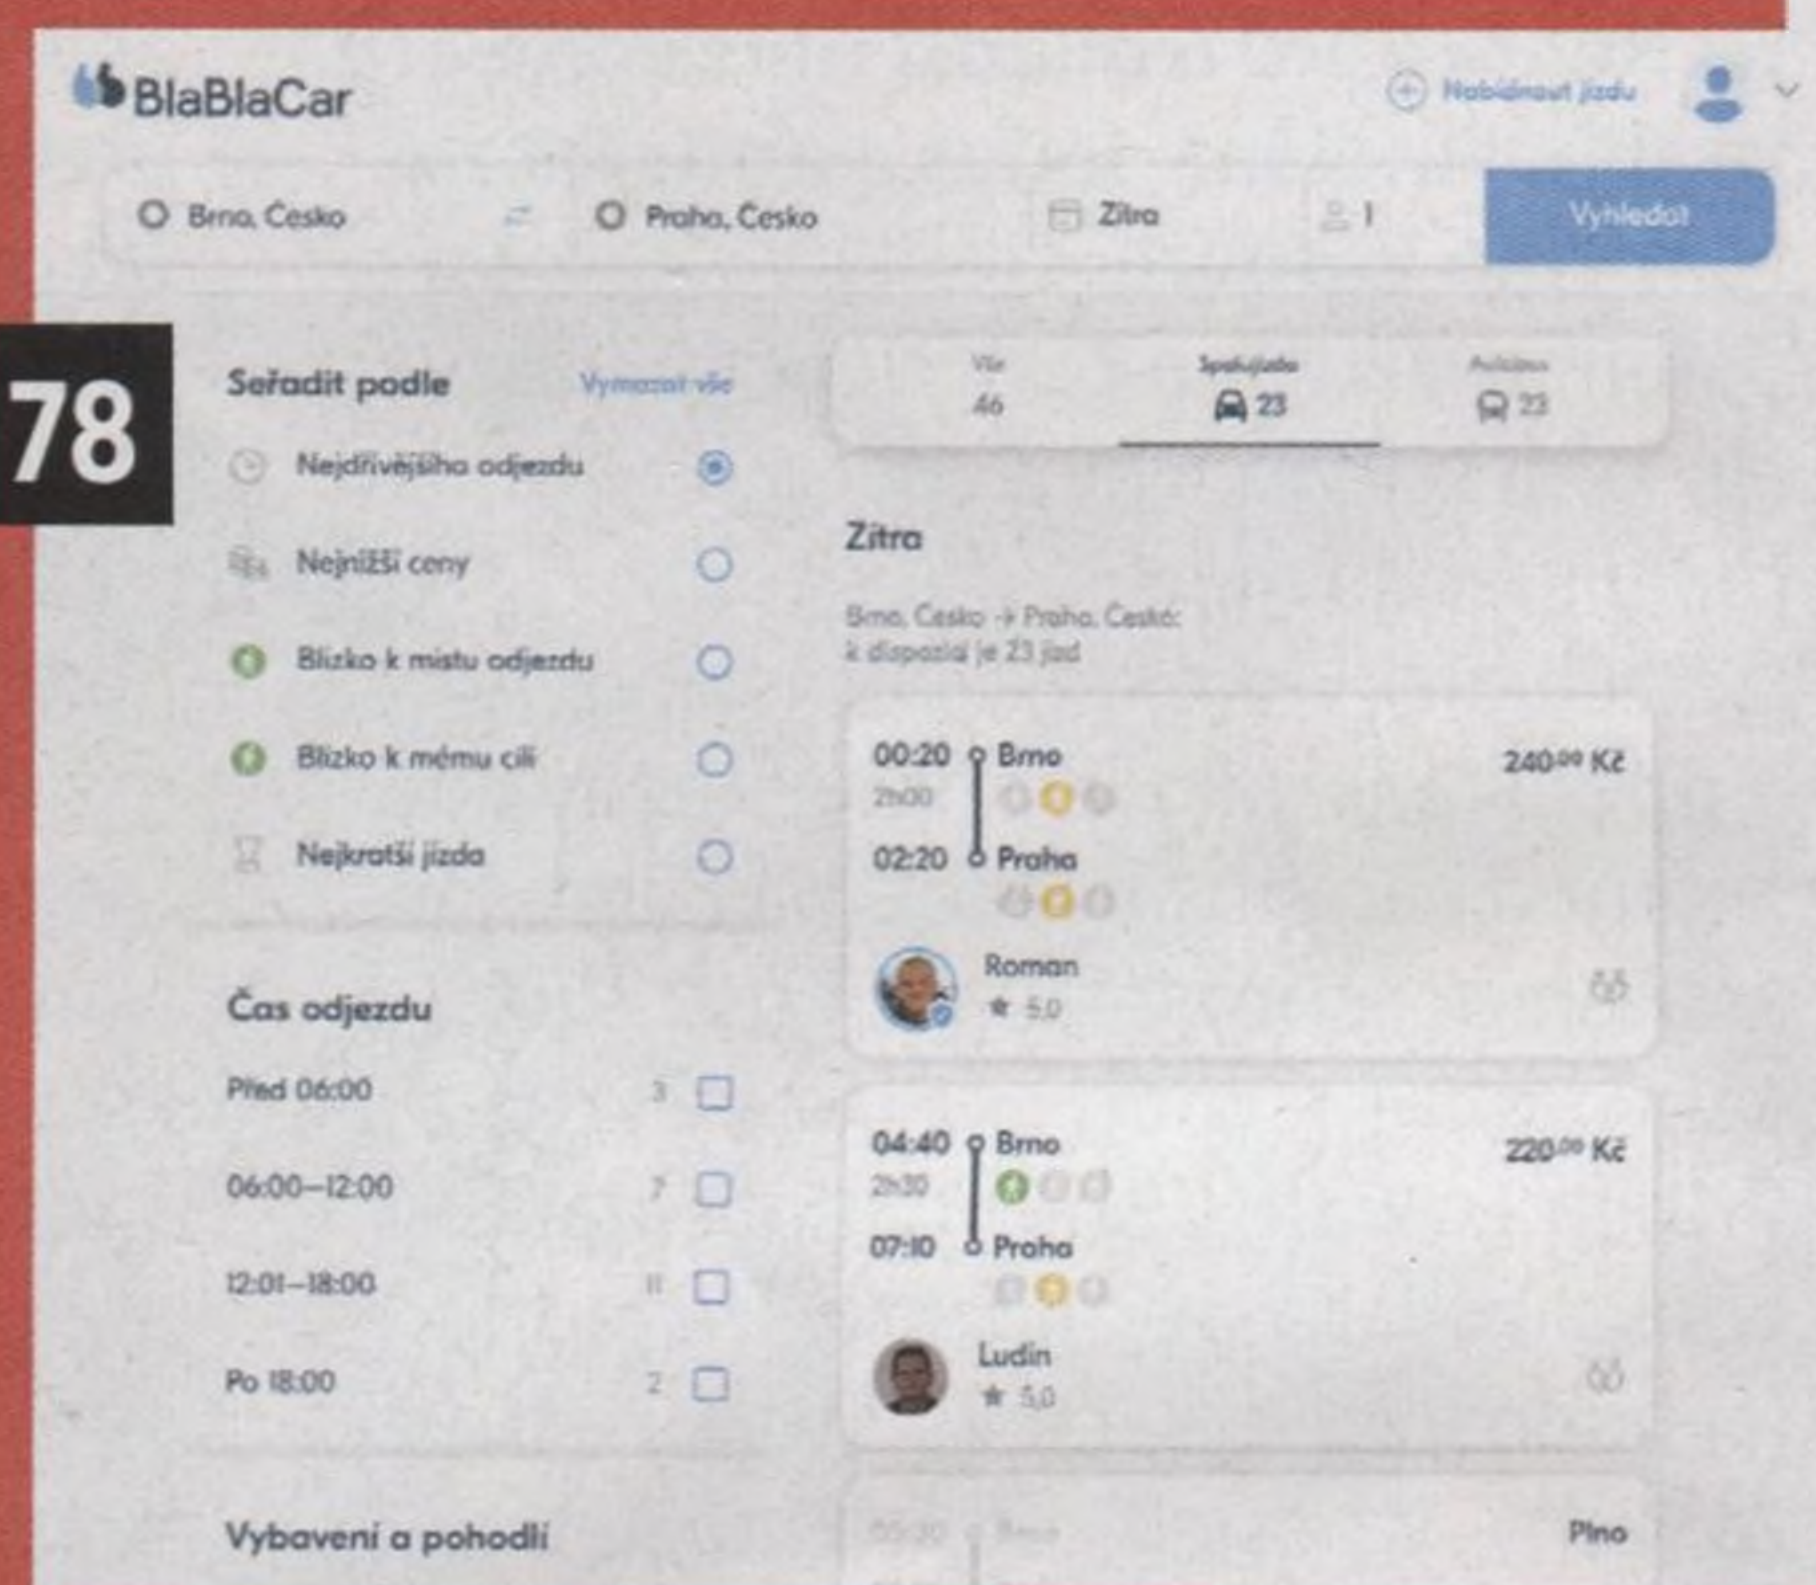 BlaBlaCar
Nabídnout jízdu
Brno, Česko
Praha, Česko
Zítra
1
Vyhledat
78
Seřadit podle
Vymazat vše
Nejdřívějšího odjezdu
Nejnižší ceny
Blízko k místu odjezdu
Blízko k mému cíli
Nejkratší jízda
Čas odjezdu
Před 06:00 3
06:00–12:00 7
12:01–18:00 11
Po 18:00 2
Vybavení a pohodlí
Vše
46
Spolujízda
23
Autobus
23
Zítra
Brno, Česko → Praha, Česko:
k dispozici je 23 jízd
00:20 Brno 240.00 Kč
2h00
02:20 Praha
Roman
5,0
04:40 Brno 220.00 Kč
2h30
07:10 Praha
Ludin
5,0
Brno Plno